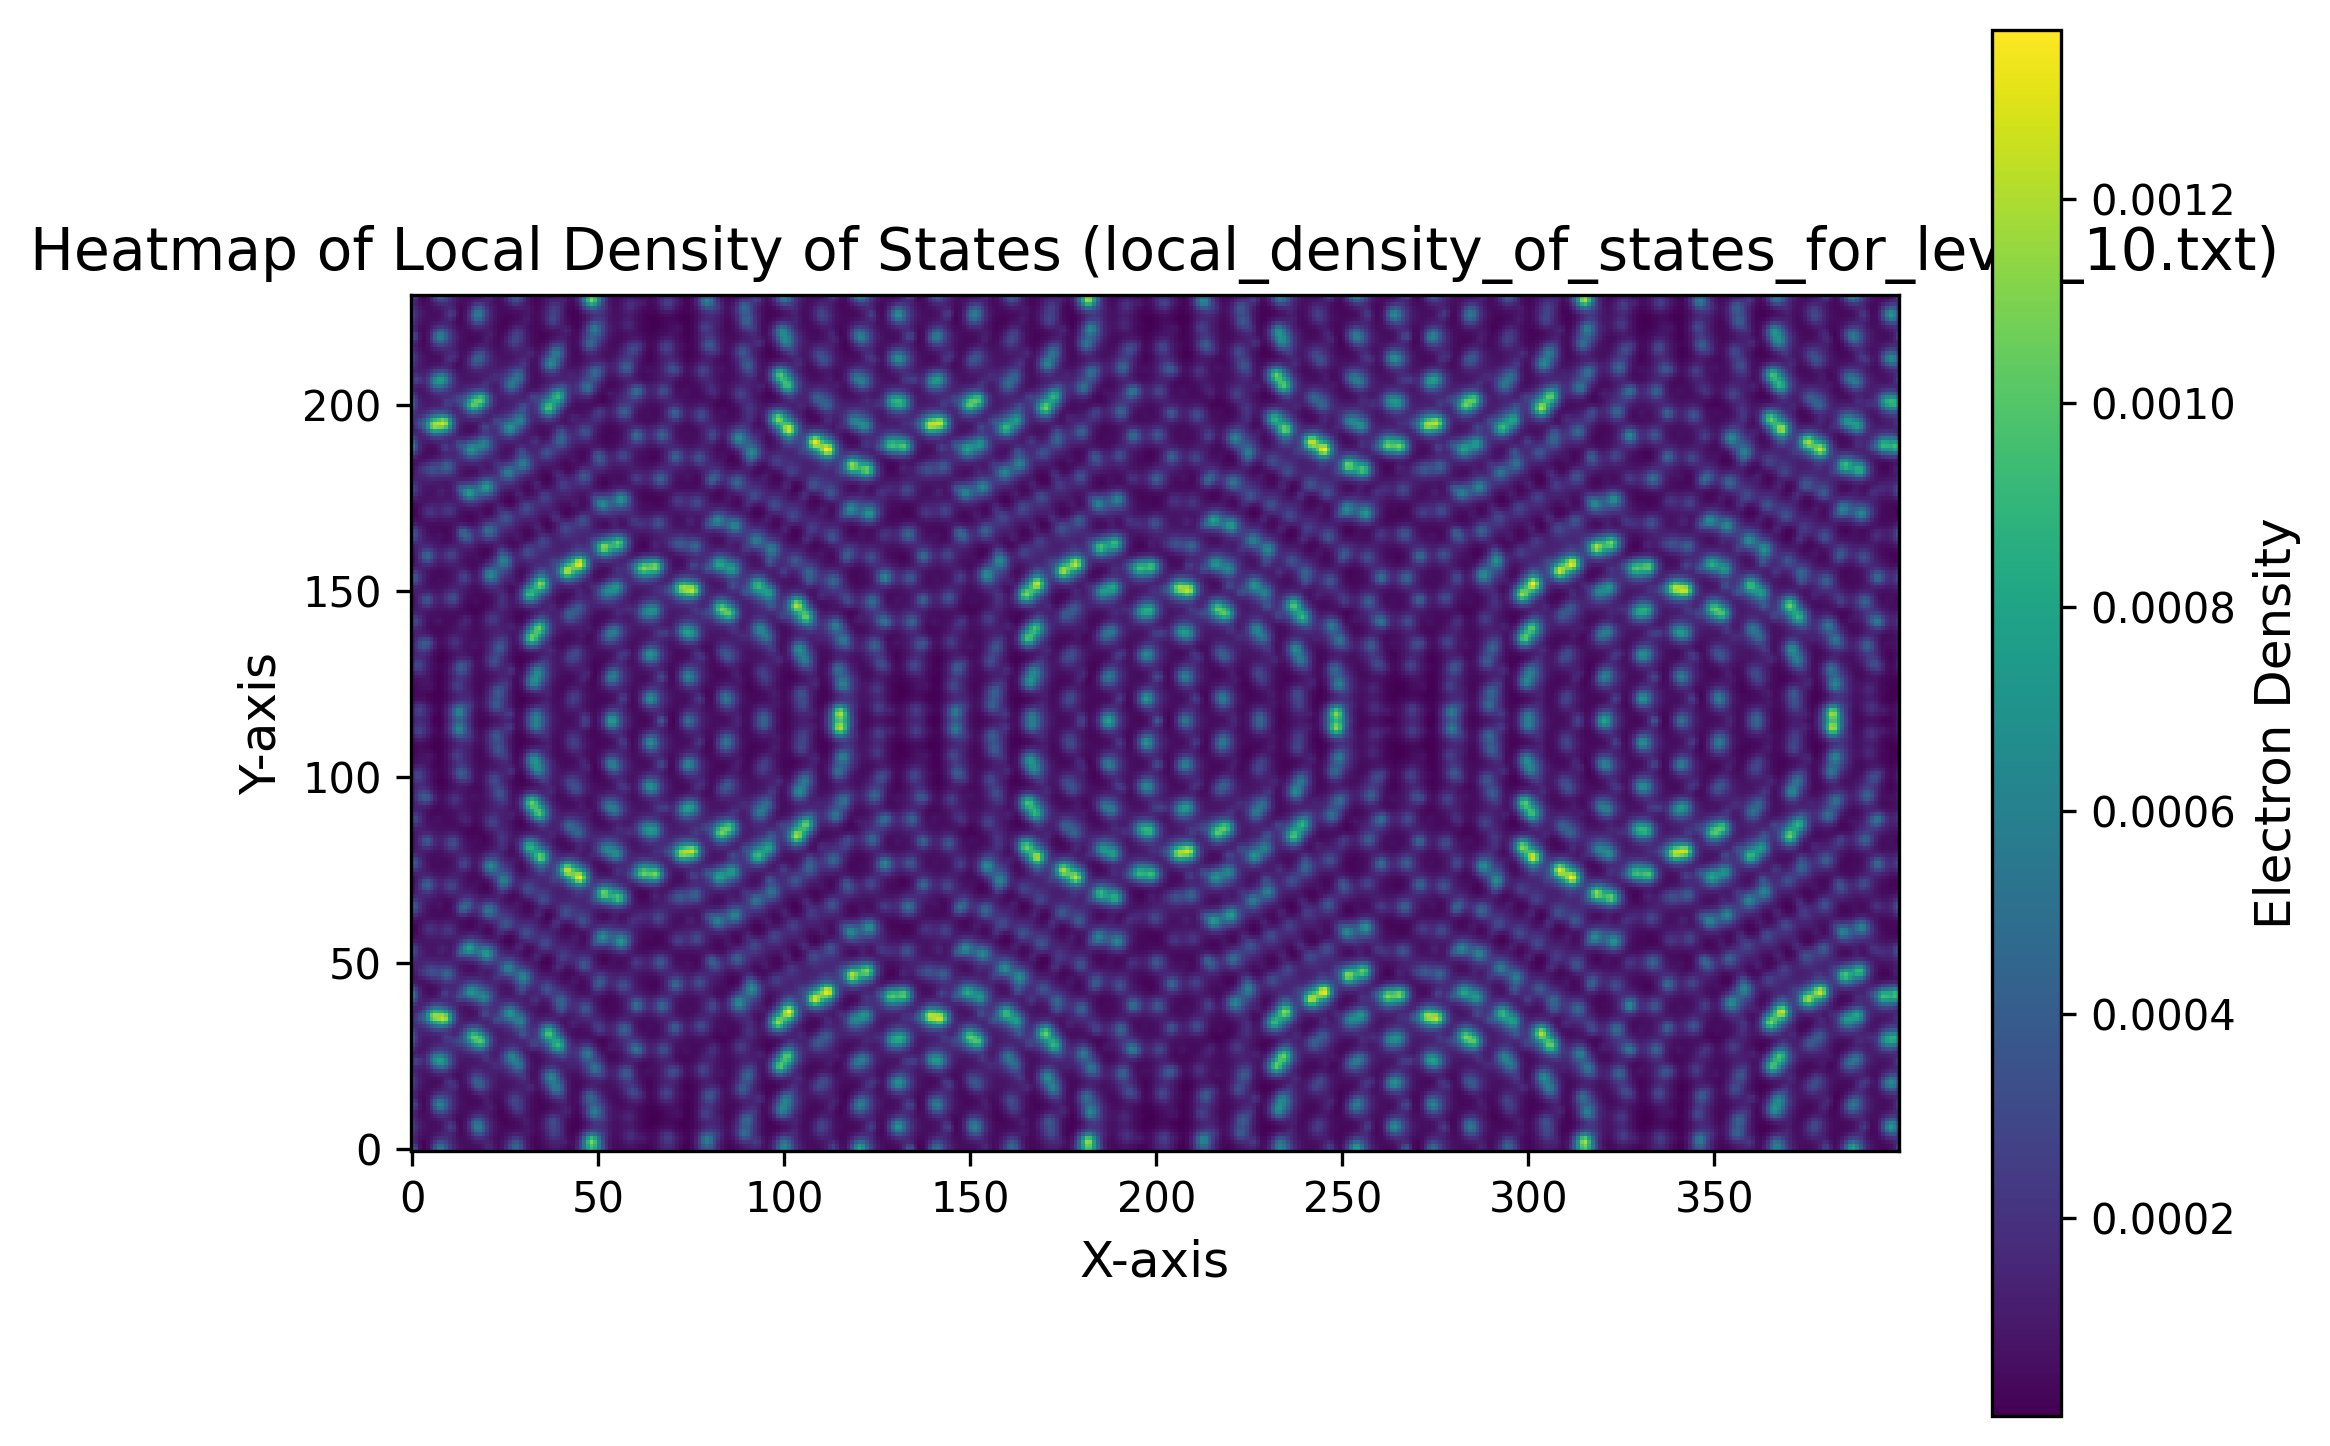 Heatmap of Local Density of States (local_density_of_states_for_lev _10.txt)
0.0012
0.0010
0.0008
0.0006
0.0004
0.0002
Electron Density
200
150
100
50
0
Y-axis
0 50 100 150 200 250 300 350
X-axis